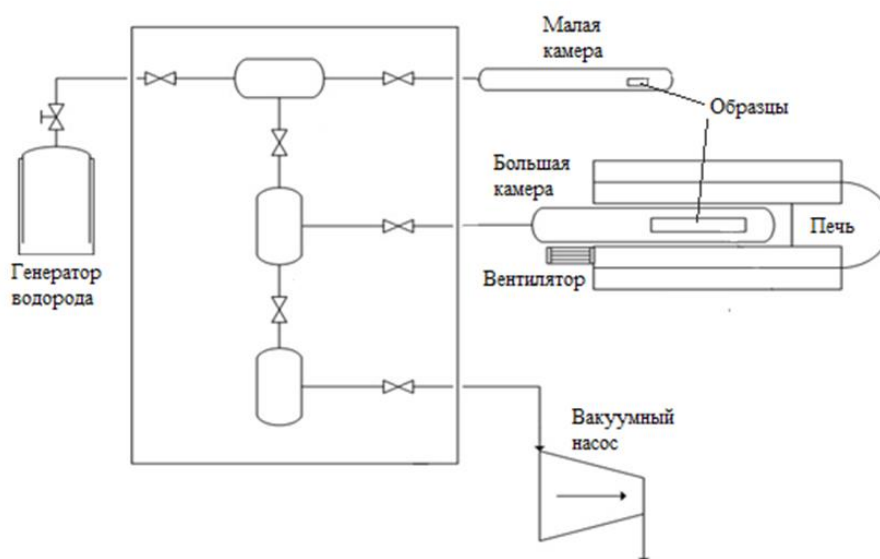 Малая
камера
Образцы
Большая
камера
Печь
Генератор
водорода
Вентилятор
Вакуумный
насос